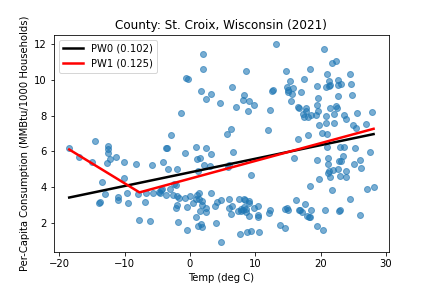 County: St. Croix, Wisconsin (2021)
Per-Capita Consumption (MMBtu/1000 Households)
12
10
8
6
4
2
PW0 (0.102)
PW1 (0.125)
−20 −10 0 10 20 30
Temp (deg C)